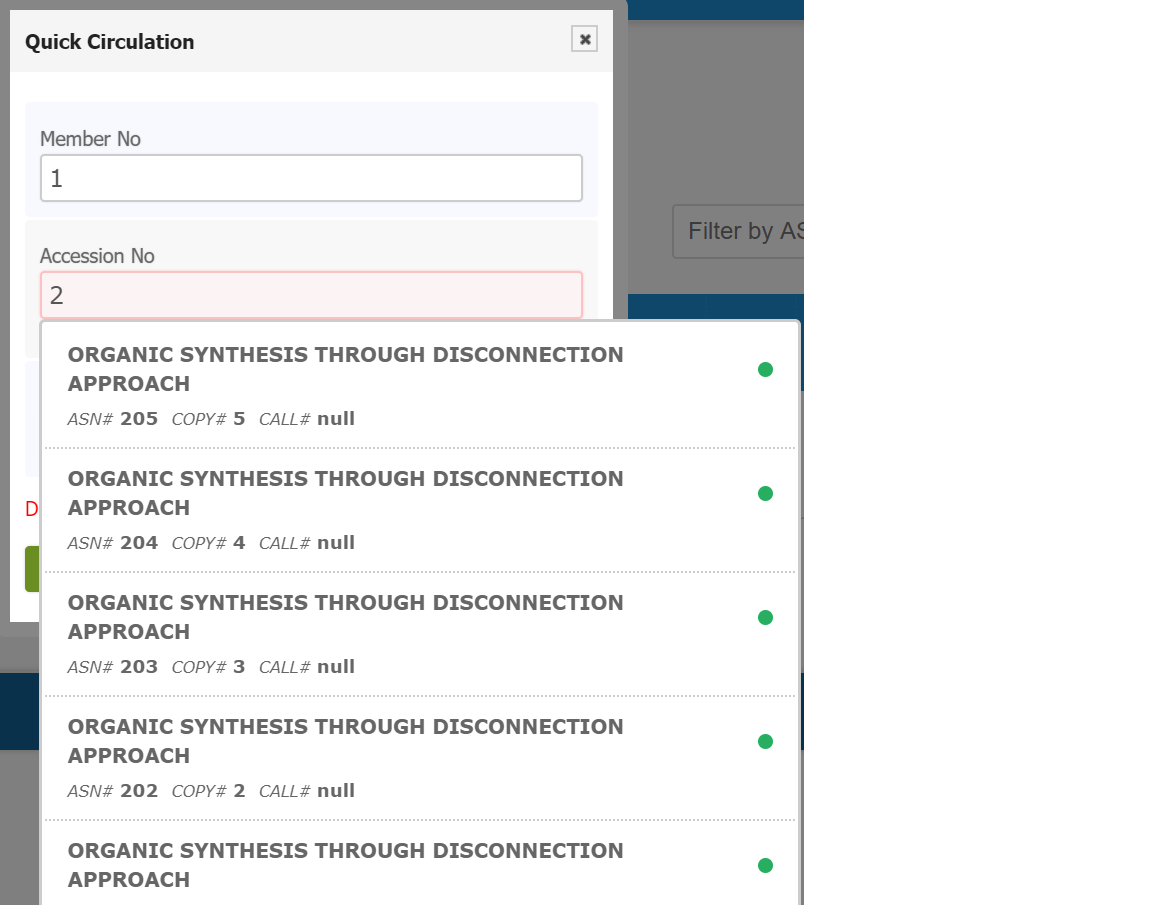 Quick Circulation
Member No
1
Filter by AS
Accession No
2
ORGANIC SYNTHESIS THROUGH DISCONNECTION
APPROACH
ASN# 205 COPY# 5 CALL# null
ORGANIC SYNTHESIS THROUGH DISCONNECTION
APPROACH
D
ASN# 204 COPY# 4 CALL# null
ORGANIC SYNTHESIS THROUGH DISCONNECTION
APPROACH
ASN# 203 COPY# 3 CALL# null
ORGANIC SYNTHESIS THROUGH DISCONNECTION
APPROACH
ASN# 202 COPY# 2 CALL# null
ORGANIC SYNTHESIS THROUGH DISCONNECTION
APPROACH